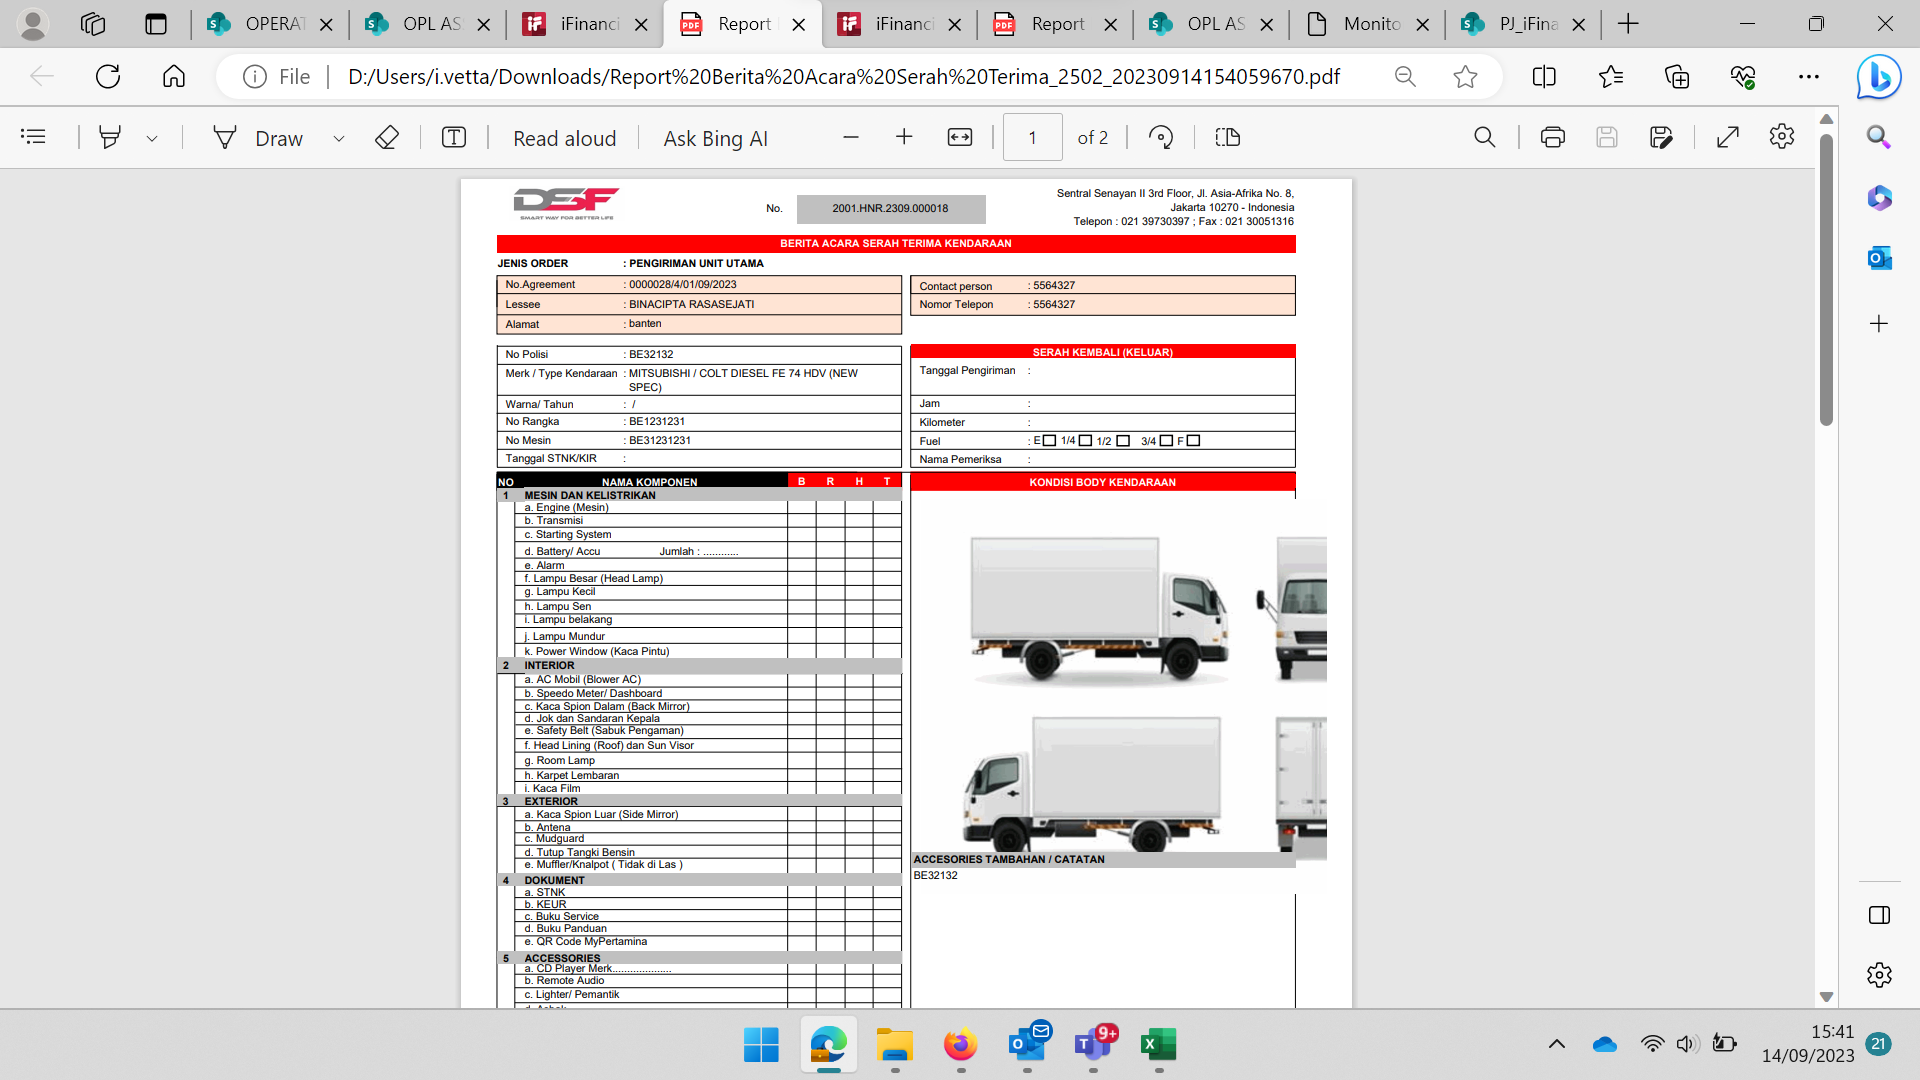 OPERAT
OPL AS
iFinanci
Report
iFinanci
Report
OPL AS
Monito
PJ_iFina
File
D:/Users/i.vetta/Downloads/Report%20Berita%20Acara%20Serah%20Terima_2502_20230914154059670.pdf
Draw
Read aloud
Ask Bing AI
1
of 2
DSF
SMART WAY FOR BETTER LIFE
No.
2001.HNR.2309.000018
Sentral Senayan II 3rd Floor, Jl. Asia-Afrika No. 8,
Jakarta 10270 - Indonesia
Telepon : 021 39730397 ; Fax : 021 30051316
BERITA ACARA SERAH TERIMA KENDARAAN
JENIS ORDER : PENGIRIMAN UNIT UTAMA
No.Agreement : 0000028/4/01/09/2023
Lessee : BINACIPTA RASASEJATI
Alamat : banten
Contact person : 5564327
Nomor Telepon : 5564327
No Polisi : BE32132
Merk / Type Kendaraan : MITSUBISHI / COLT DIESEL FE 74 HDV (NEW
SPEC)
Warna/ Tahun : /
No Rangka : BE1231231
No Mesin : BE31231231
Tanggal STNK/KIR :
SERAH KEMBALI (KELUAR)
Tanggal Pengiriman :
Jam :
Kilometer :
Fuel : E 1/4 1/2 3/4 F
Nama Pemeriksa :
NO NAMA KOMPONEN B R H T
1 MESIN DAN KELISTRIKAN
a. Engine (Mesin)
b. Transmisi
c. Starting System
d. Battery/ Accu Jumlah : ............
e. Alarm
f. Lampu Besar (Head Lamp)
g. Lampu Kecil
h. Lampu Sen
i. Lampu belakang
j. Lampu Mundur
k. Power Window (Kaca Pintu)
2 INTERIOR
a. AC Mobil (Blower AC)
b. Speedo Meter/ Dashboard
c. Kaca Spion Dalam (Back Mirror)
d. Jok dan Sandaran Kepala
e. Safety Belt (Sabuk Pengaman)
f. Head Lining (Roof) dan Sun Visor
g. Room Lamp
h. Karpet Lembaran
i. Kaca Film
3 EXTERIOR
a. Kaca Spion Luar (Side Mirror)
b. Antena
c. Mudguard
d. Tutup Tangki Bensin
e. Muffler/Knalpot ( Tidak di Las )
4 DOKUMENT
a. STNK
b. KEUR
c. Buku Service
d. Buku Panduan
e. QR Code MyPertamina
5 ACCESSORIES
a. CD Player Merk....................
b. Remote Audio
c. Lighter/ Pemantik
KONDISI BODY KENDARAAN
ACCESORIES TAMBAHAN / CATATAN
BE32132
9+
15:41
14/09/2023
21